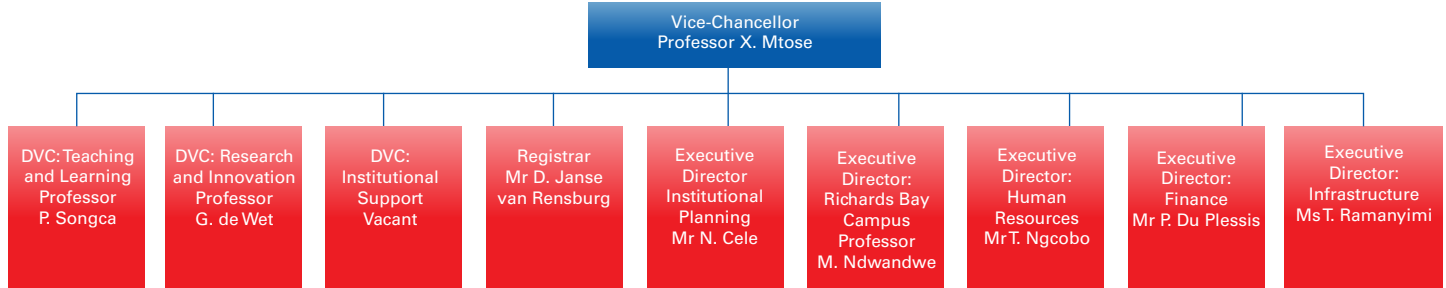 Vice-Chancellor
Professor X. Mtose
DVC: Teaching
and Learning
Professor
P. Songca
DVC: Research
and Innovation
Professor
G. de Wet
DVC:
Institutional
Support
Vacant
Registrar
Mr D. Janse
van Rensburg
Executive
Director
Institutional
Planning
Mr N. Cele
Executive
Director:
Richards Bay
Campus
Professor
M. Ndwandwe
Executive
Director:
Human
Resources
Mr T. Ngcobo
Executive
Director:
Finance
Mr P. Du Plessis
Executive
Director:
Infrastructure
Ms T. Ramanyimi